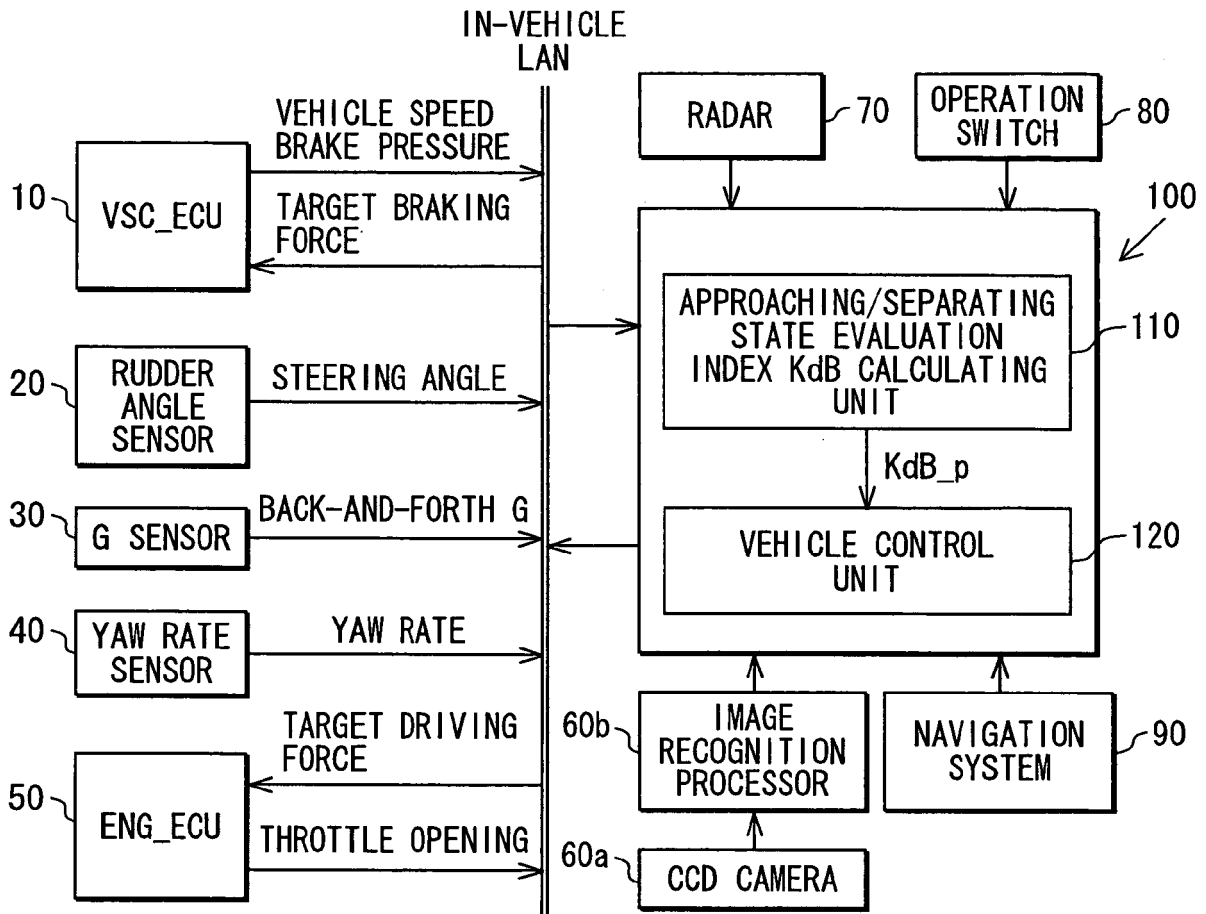 IN-VEHICLE
LAN
VEHICLE SPEED
BRAKE PRESSURE
10
VSC_ECU
TARGET BRAKING
FORCE
20
RUDDER
ANGLE
SENSOR
STEERING ANGLE
30
G SENSOR
BACK-AND-FORTH G
40
YAW RATE
SENSOR
YAW RATE
TARGET DRIVING
FORCE
50
ENG_ECU
THROTTLE OPENING
RADAR
70
OPERATION
SWITCH
80
100
APPROACHING/SEPARATING
STATE EVALUATION
INDEX KdB CALCULATING
UNIT
110
KdB_p
VEHICLE CONTROL
UNIT
120
60b
IMAGE
RECOGNITION
PROCESSOR
NAVIGATION
SYSTEM
90
60a
CCD CAMERA